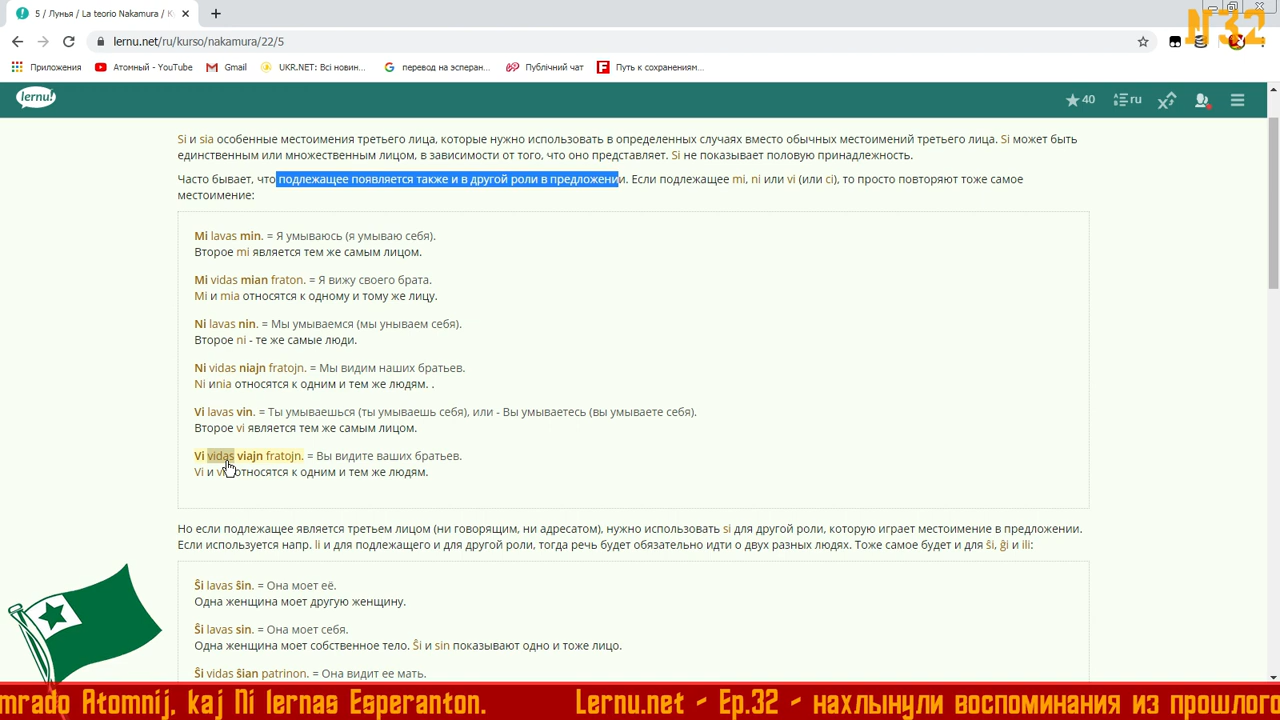 5 / Лунья / La teorio Nakamura / K
N32
lernu.net/ru/kurso/nakamura/22/5
Приложения Атомный - YouTube Gmail UKR.NET: Всі новин... перевод на эсперан... Публічний чат Путь к сохранениям...
lernu! 40 ru
Si и sia особенные местоимения третьего лица, которые нужно использовать в определенных случаях вместо обычных местоимений третьего лица. Si может быть
единственным или множественным лицом, в зависимости от того, что оно представляет. Si не показывает половую принадлежность.
Часто бывает, что подлежащее появляется также и в другой роли в предложении. Если подлежащее mi, ni или vi (или ci), то просто повторяют тоже самое
местоимение:
Mi lavas min. = Я умываюсь (я умываю себя).
Второе mi является тем же самым лицом.
Mi vidas mian fraton. = Я вижу своего брата.
Mi и mia относятся к одному и тому же лицу.
Ni lavas nin. = Мы умываемся (мы унываем себя).
Второе ni - те же самые люди.
Ni vidas niajn fratojn. = Мы видим наших братьев.
Ni иnia относятся к одним и тем же людям. .
Vi lavas vin. = Ты умываешься (ты умываешь себя), или - Вы умываетесь (вы умываете себя).
Второе vi является тем же самым лицом.
Vi vidas viajn fratojn. = Вы видите ваших братьев.
Vi и относятся к одним и тем же людям.
Но если подлежащее является третьем лицом (ни говорящим, ни адресатом), нужно использовать si для другой роли, которую играет местоимение в предложении.
Если используется напр. li и для подлежащего и для другой роли, тогда речь будет обязательно идти о двух разных людях. Тоже самое будет и для ŝi, ĝi и ili:
Ŝi lavas ŝin. = Она моет её.
Одна женщина моет другую женщину.
Ŝi lavas sin. = Она моет себя.
Одна женщина моет собственное тело. Ŝi и sin показывают одно и тоже лицо.
Ŝi vidas ŝian patrinon. = Она видит ее мать.
mrado Atomnij, kaj Ni lernas Esperanton. Lernu.net - Ep.32 - нахлынули воспоминания из прошлого